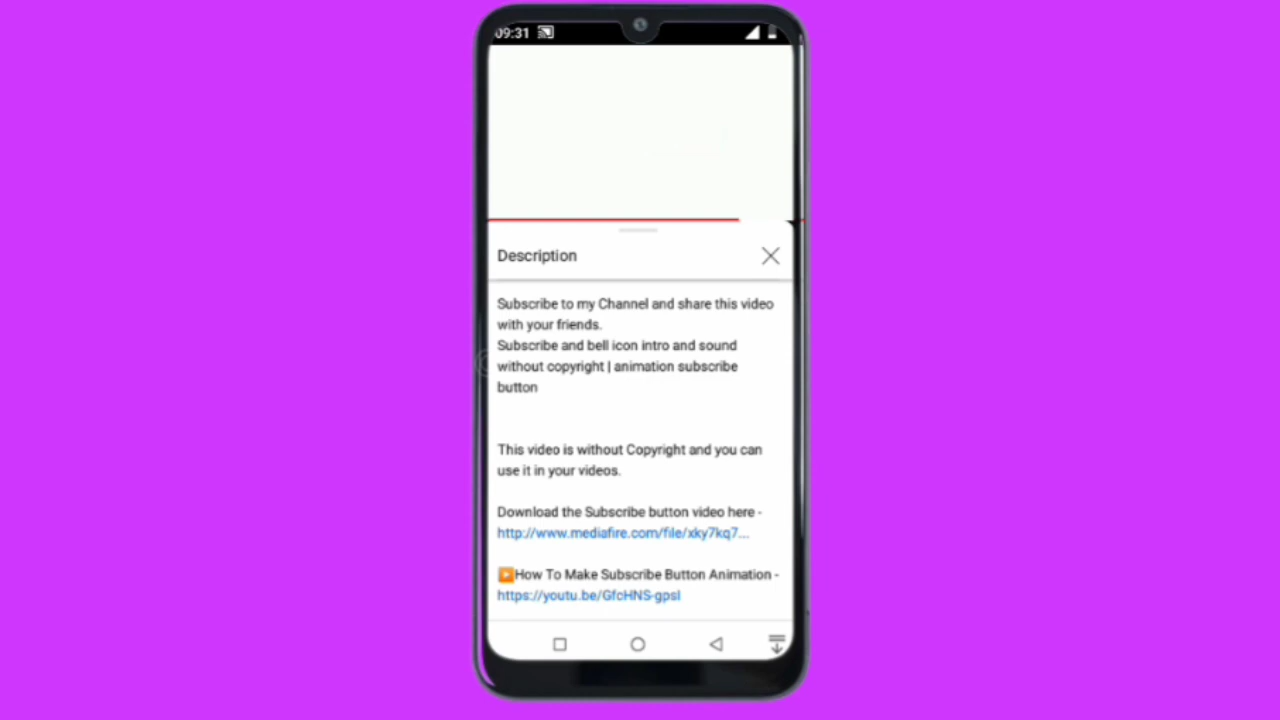 09:31
Description
Subscribe to my Channel and share this video
with your friends.
Subscribe and bell icon intro and sound
without copyright | animation subscribe
button
This video is without Copyright and you can
use it in your videos.
Download the Subscribe button video here -
http://www.mediafire.com/file/xky7kq7...
▶️How To Make Subscribe Button Animation -
https://youtu.be/GfcHNS-gpsI